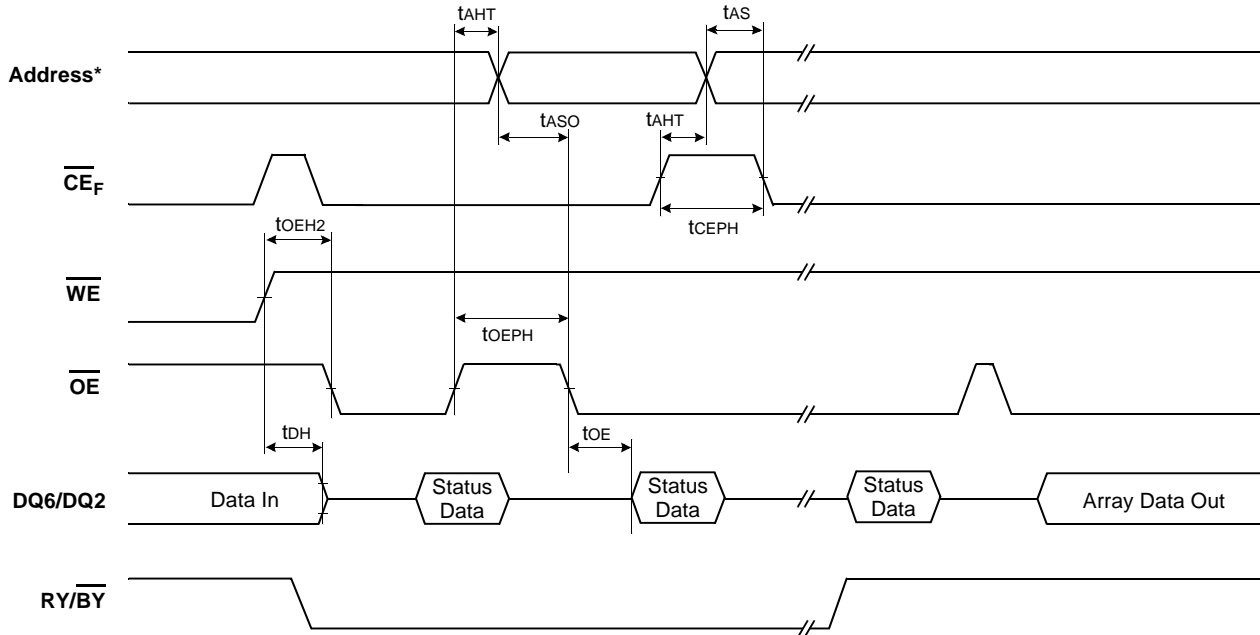 tAHT
tAS
Address*
tASO
tAHT
CEF
tCEPH
tOEH2
WE
tOEPH
OE
tDH
tOE
DQ6/DQ2
Data In
Status
Data
Status
Data
Status
Data
Array Data Out
RY/BY